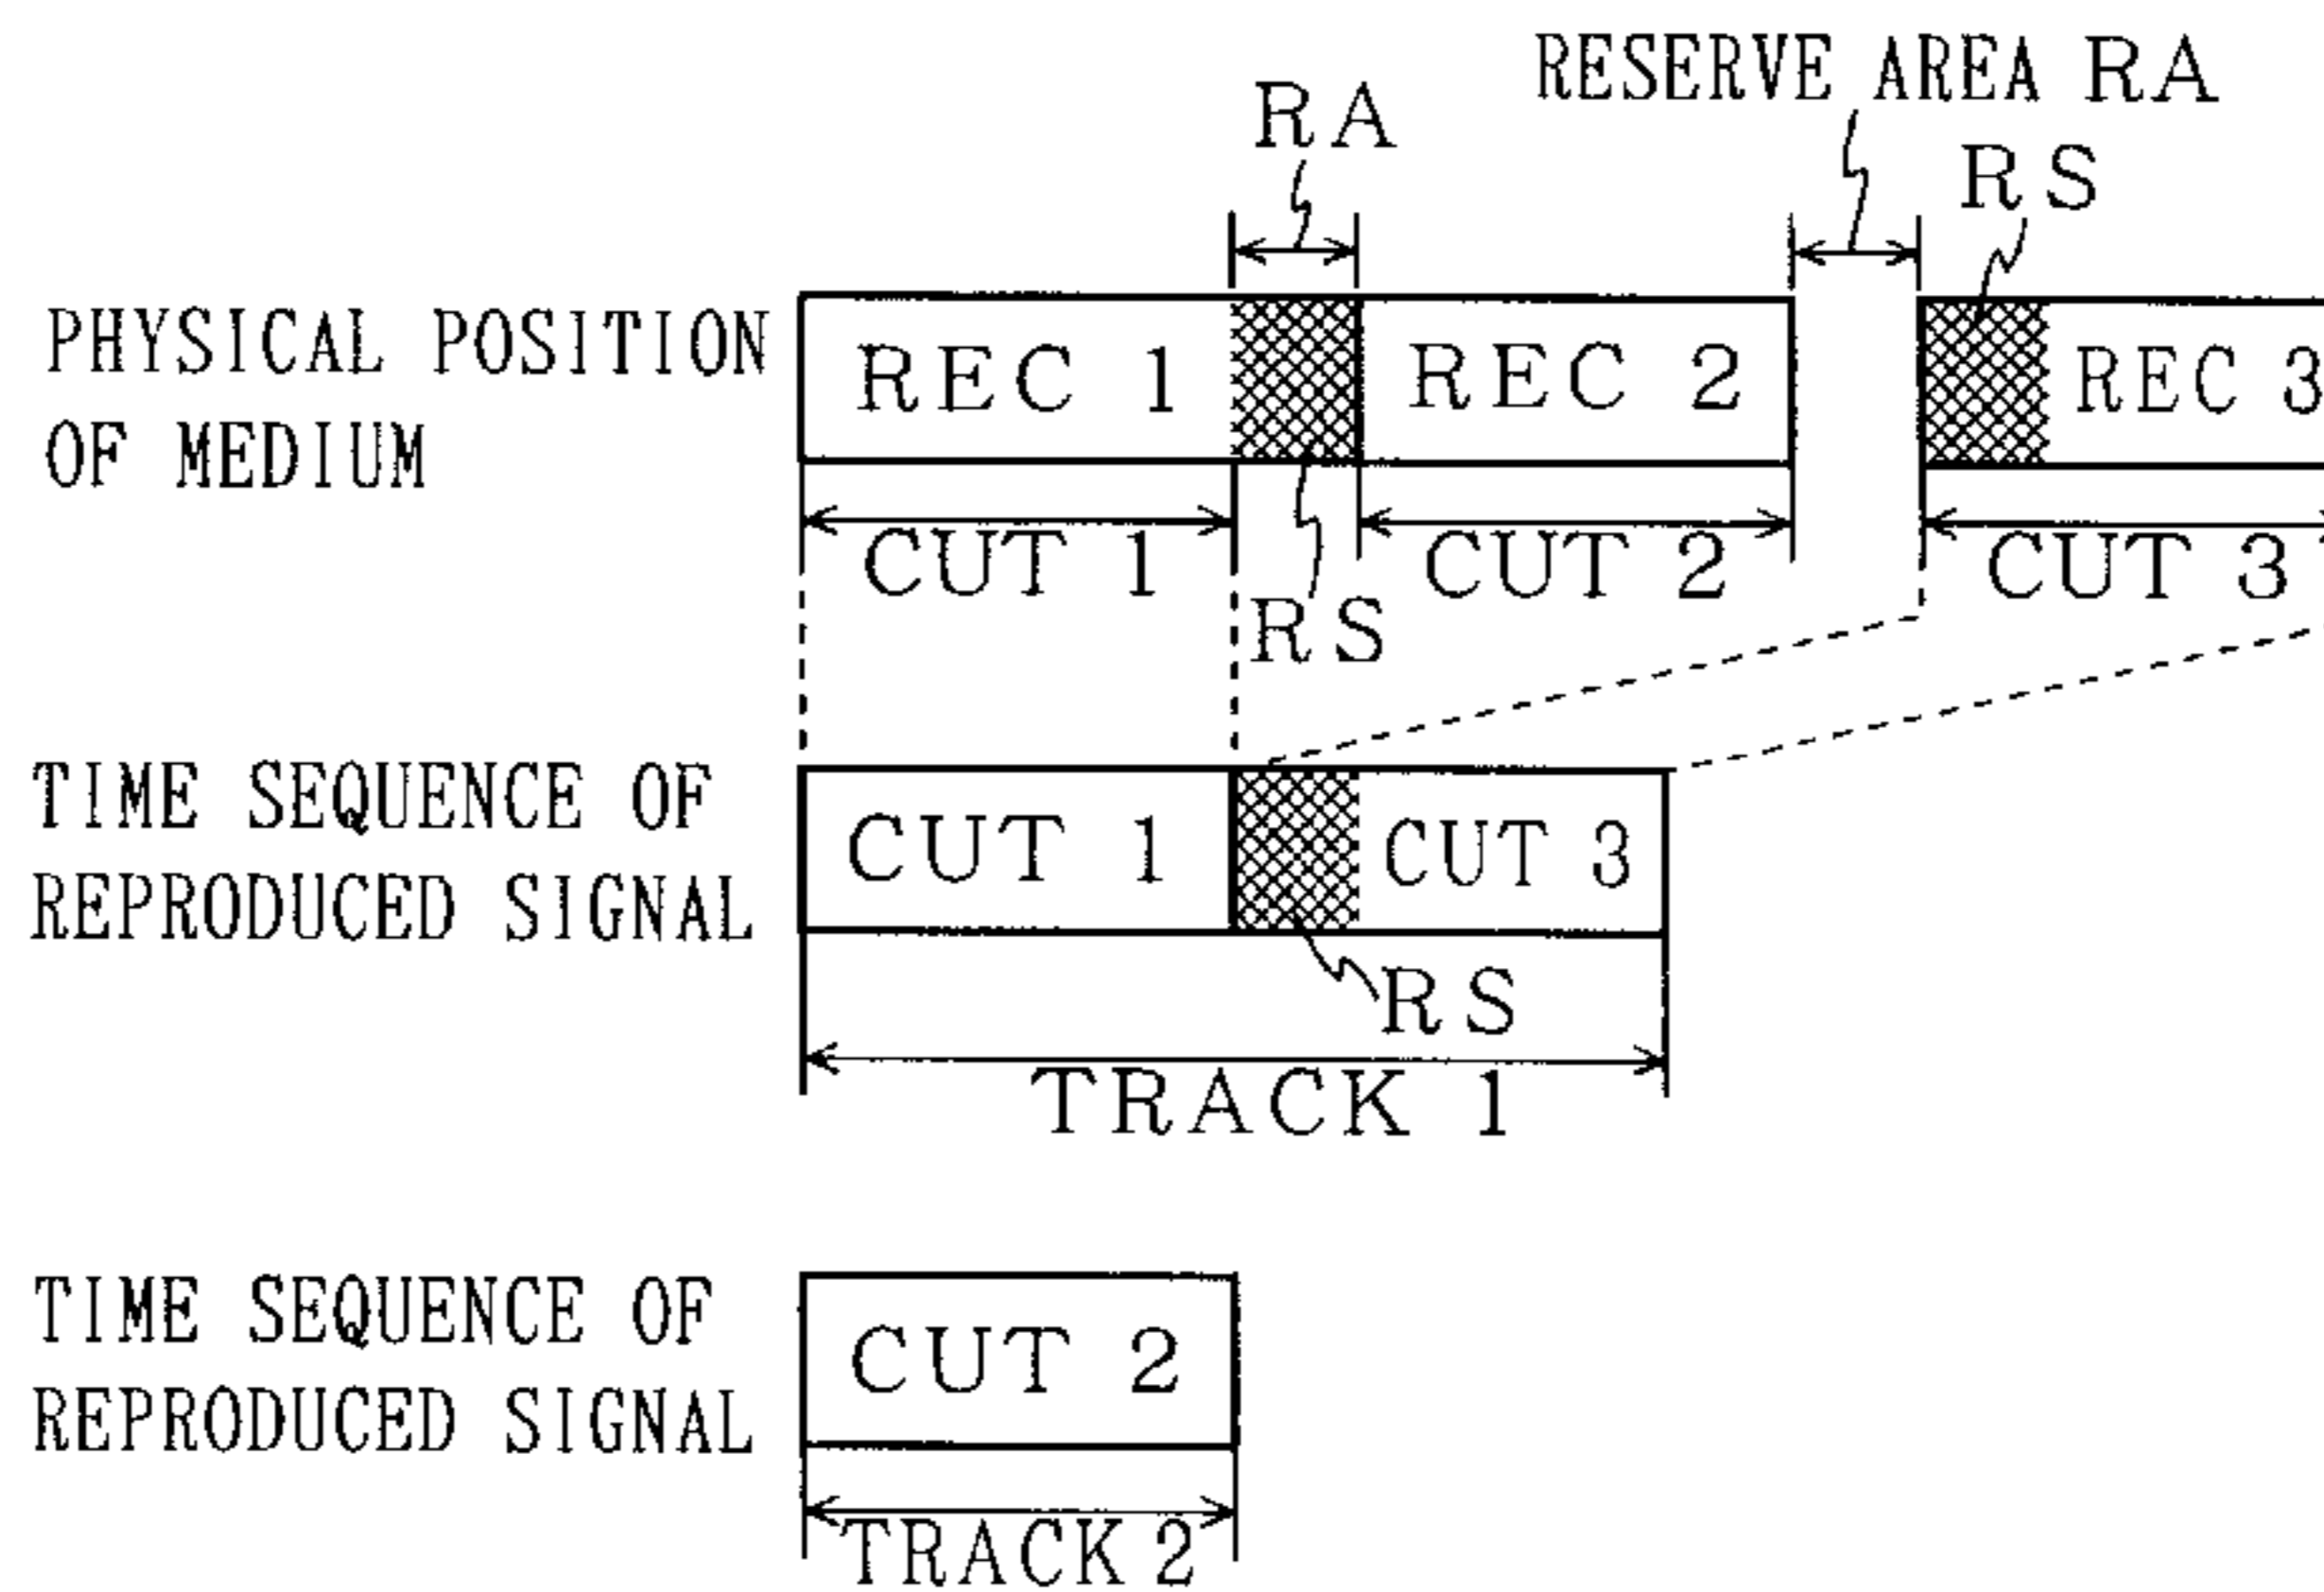 RESERVE AREA RA
RA
RS
PHYSICAL POSITION
OF MEDIUM
REC 1
REC 2
REC 3
CUT 1
CUT 2
CUT 3
RS
TIME SEQUENCE OF
REPRODUCED SIGNAL
CUT 1
CUT 3
RS
TRACK 1
TIME SEQUENCE OF
REPRODUCED SIGNAL
CUT 2
TRACK 2